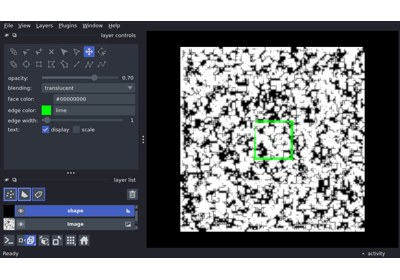 File View Layers Plugins Window Help
layer controls
opacity: 0.70
blending: translucent
face color: #00000000
edge color: lime
edge width: 1
text: display scale
layer list
shape
Image
Ready activity